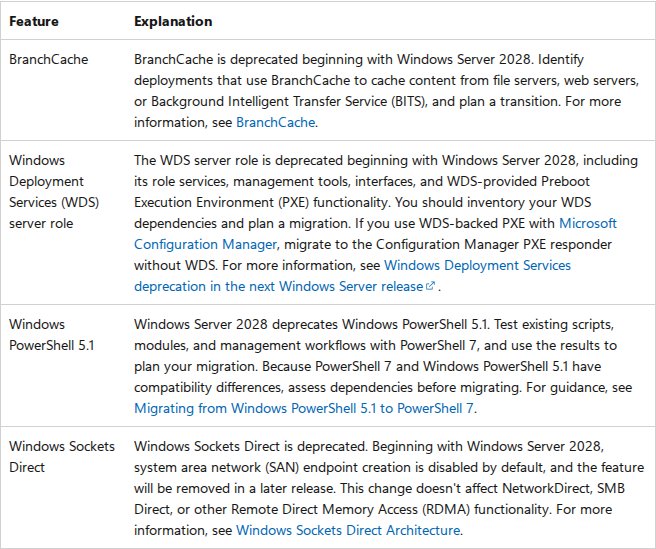 Feature Explanation
BranchCache BranchCache is deprecated beginning with Windows Server 2028. Identify
deployments that use BranchCache to cache content from file servers, web servers,
or Background Intelligent Transfer Service (BITS), and plan a transition. For more
information, see BranchCache.
Windows
Deployment
Services (WDS)
server role
The WDS server role is deprecated beginning with Windows Server 2028, including
its role services, management tools, interfaces, and WDS-provided Preboot
Execution Environment (PXE) functionality. You should inventory your WDS
dependencies and plan a migration. If you use WDS-backed PXE with Microsoft
Configuration Manager, migrate to the Configuration Manager PXE responder
without WDS. For more information, see Windows Deployment Services
deprecation in the next Windows Server release.
Windows
PowerShell 5.1
Windows Server 2028 deprecates Windows PowerShell 5.1. Test existing scripts,
modules, and management workflows with PowerShell 7, and use the results to
plan your migration. Because PowerShell 7 and Windows PowerShell 5.1 have
compatibility differences, assess dependencies before migrating. For guidance, see
Migrating from Windows PowerShell 5.1 to PowerShell 7.
Windows Sockets
Direct
Windows Sockets Direct is deprecated. Beginning with Windows Server 2028,
system area network (SAN) endpoint creation is disabled by default, and the feature
will be removed in a later release. This change doesn't affect NetworkDirect, SMB
Direct, or other Remote Direct Memory Access (RDMA) functionality. For more
information, see Windows Sockets Direct Architecture.